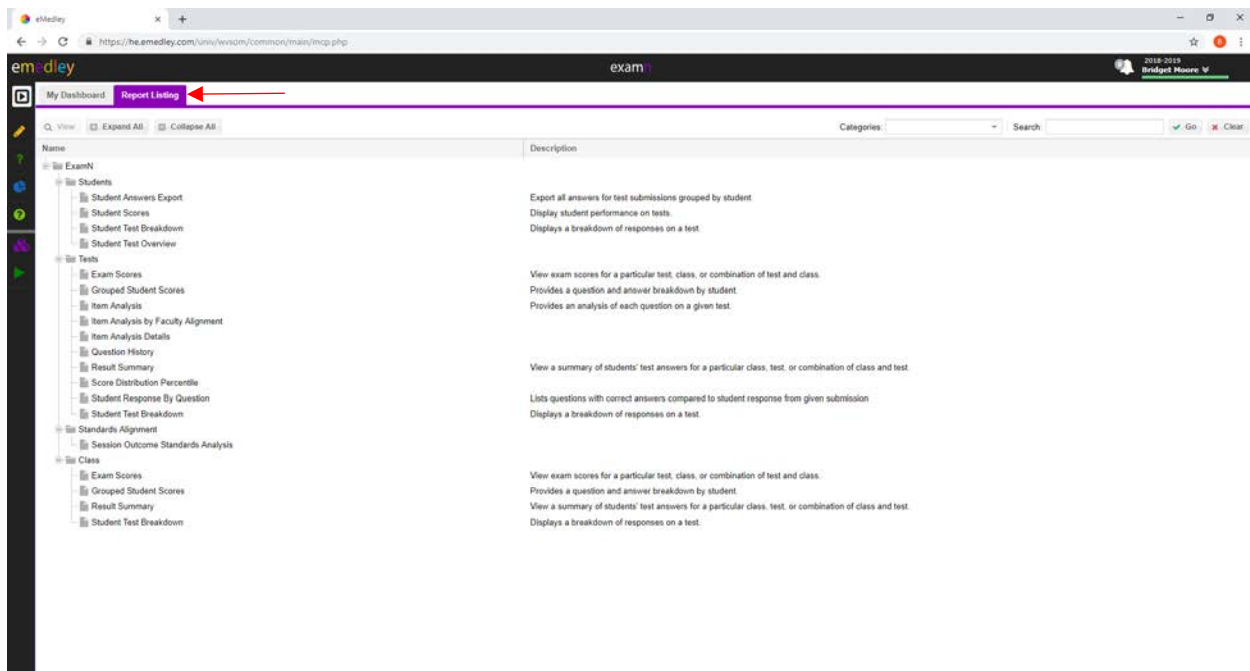 eMedley
https://he.emedley.com/univ/wvsom/common/main/mcp.php
B
emedley
examn
2018-2019
Bridget Moore
My Dashboard Report Listing
View Expand All Collapse All Categories: Search: Go Clear
Name Description
ExamN
Students
Student Answers Export Export all answers for test submissions grouped by student
Student Scores Display student performance on tests.
Student Test Breakdown Displays a breakdown of responses on a test.
Student Test Overview
Tests
Exam Scores View exam scores for a particular test, class, or combination of test and class.
Grouped Student Scores Provides a question and answer breakdown by student.
Item Analysis Provides an analysis of each question on a given test.
Item Analysis by Faculty Alignment
Item Analysis Details
Question History
Result Summary View a summary of students' test answers for a particular class, test, or combination of class and test.
Score Distribution Percentile
Student Response By Question Lists questions with correct answers compared to student response from given submission
Student Test Breakdown Displays a breakdown of responses on a test.
Standards Alignment
Session Outcome Standards Analysis
Class
Exam Scores View exam scores for a particular test, class, or combination of test and class.
Grouped Student Scores Provides a question and answer breakdown by student.
Result Summary View a summary of students' test answers for a particular class, test, or combination of class and test.
Student Test Breakdown Displays a breakdown of responses on a test.